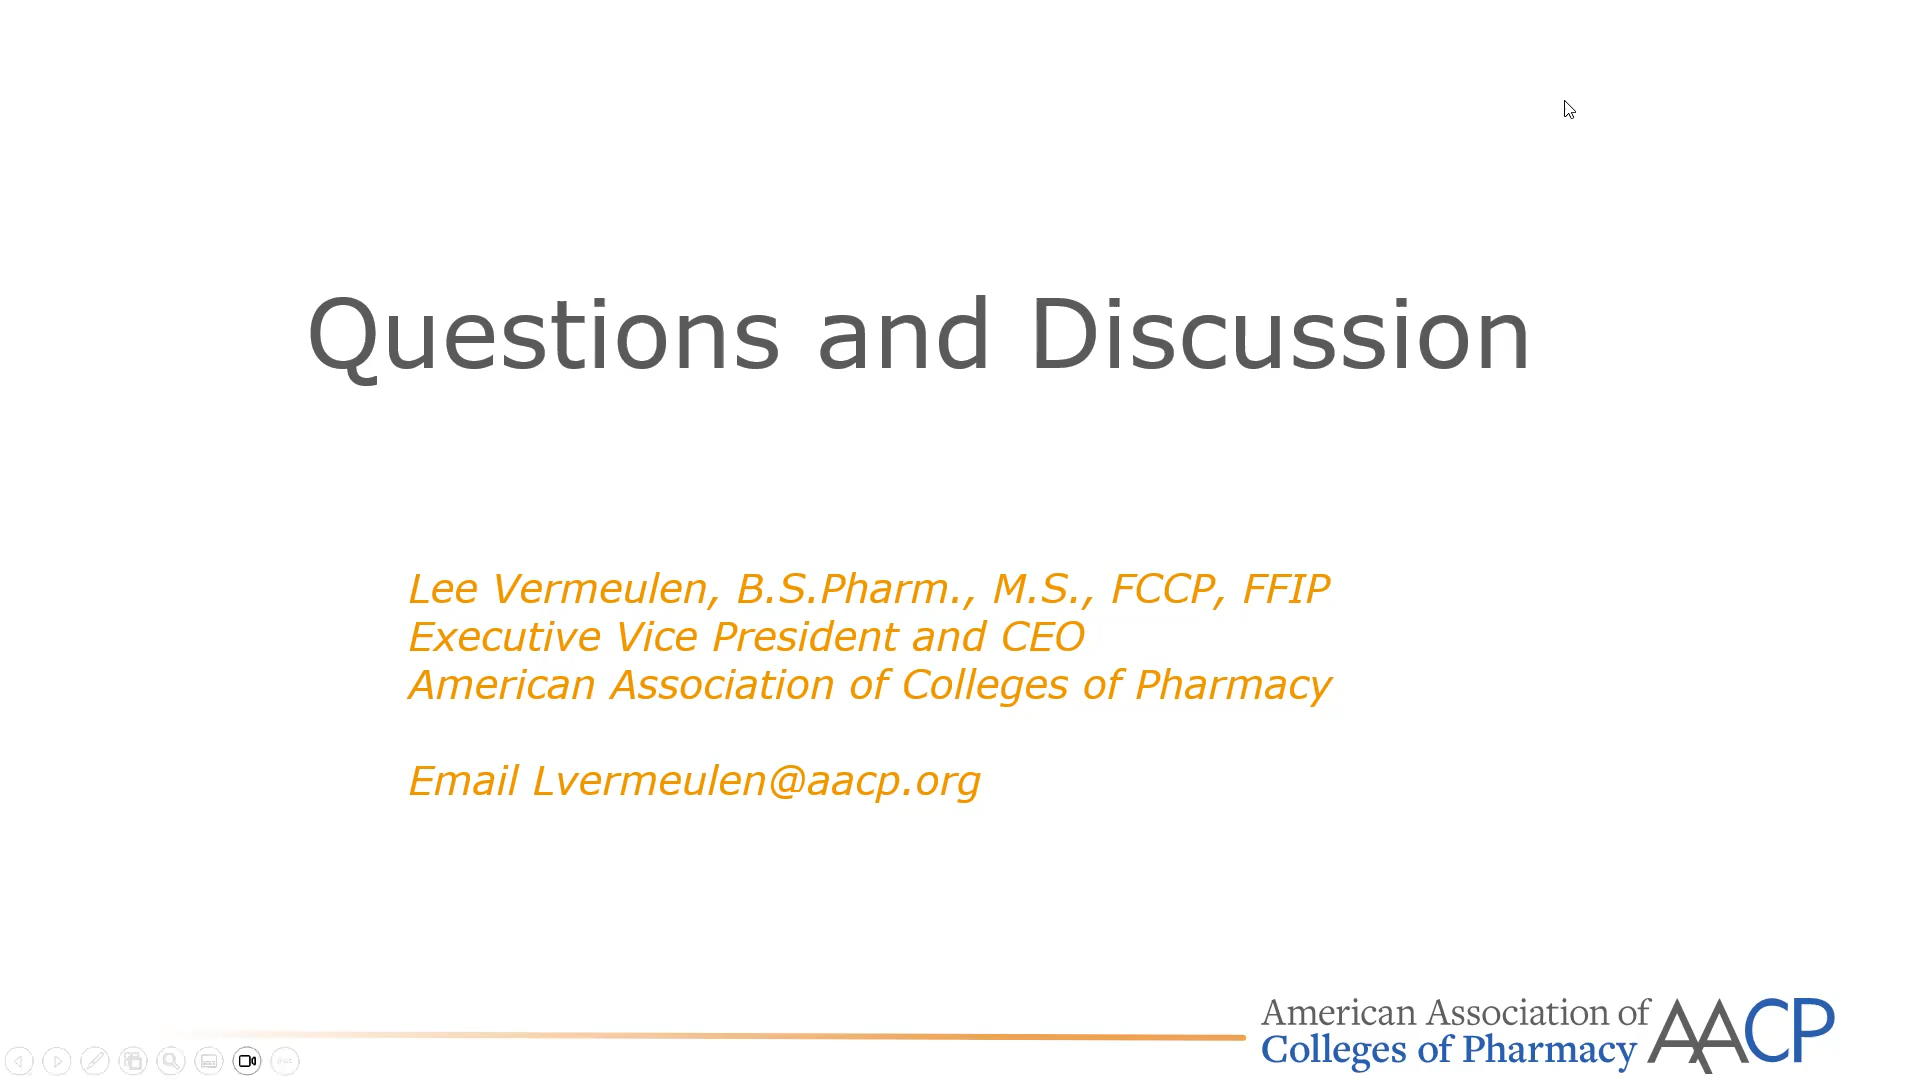 Questions and Discussion
Lee Vermeulen, B.S.Pharm., M.S., FCCP, FFIP
Executive Vice President and CEO
American Association of Colleges of Pharmacy
Email Lvermeulen@aacp.org
American Association of
Colleges of Pharmacy
AACP